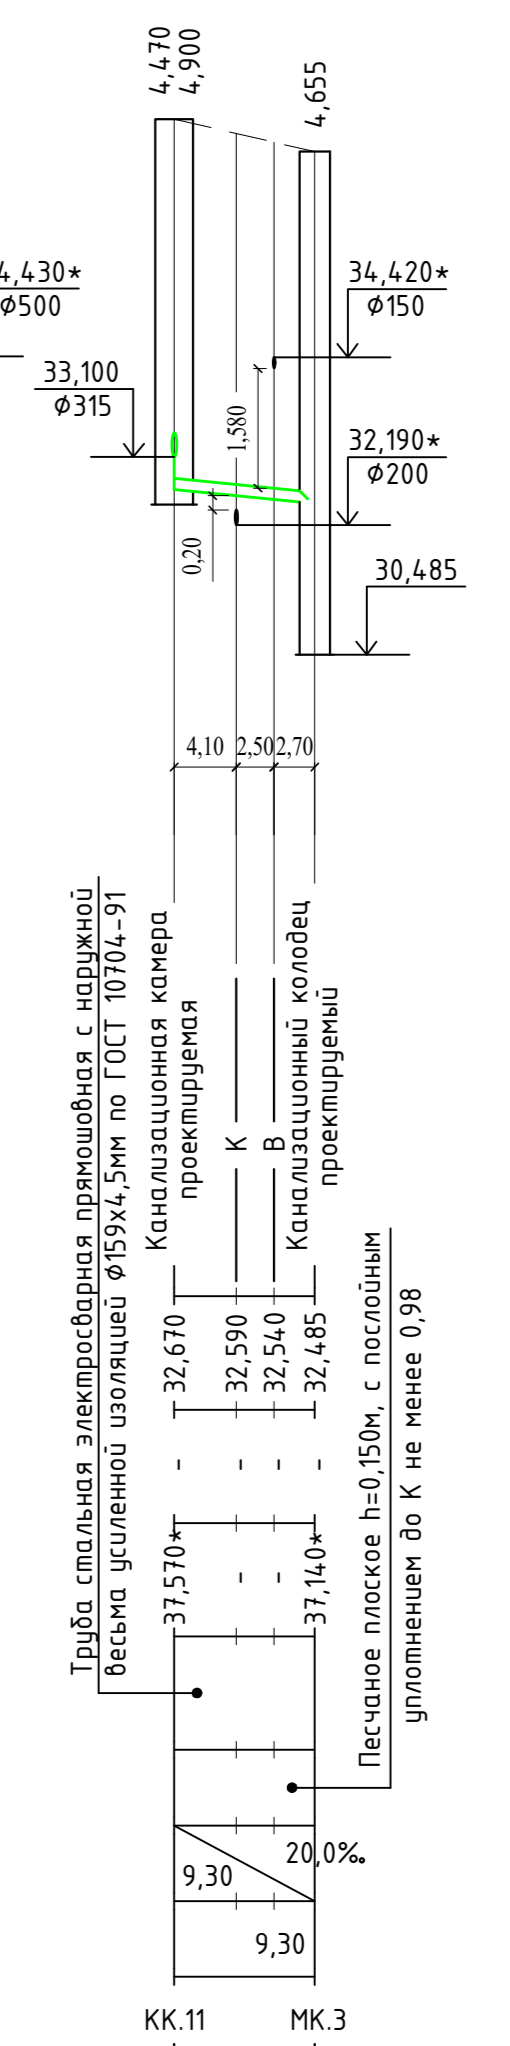 4,470
4,900
4,655
4,430*
Ø500
34,420*
Ø150
33,100
Ø315
1,580
32,190*
Ø200
0,20
30,485
4,10
2,50
2,70
Труба стальная электросварная прямошовная с наружной
весьма усиленной изоляцией Ø159х4,5мм по ГОСТ 10704-91
Канализационная камера
проектируемая
К
В
Канализационный колодец
проектируемый
32,670
32,590
32,540
32,485
-
-
-
-
37,570*
-
-
37,140*
Песчаное плоское h=0,150м, с послойным
уплотнением до К не менее 0,98
20,0‰
9,30
9,30
КК.11
МК.3